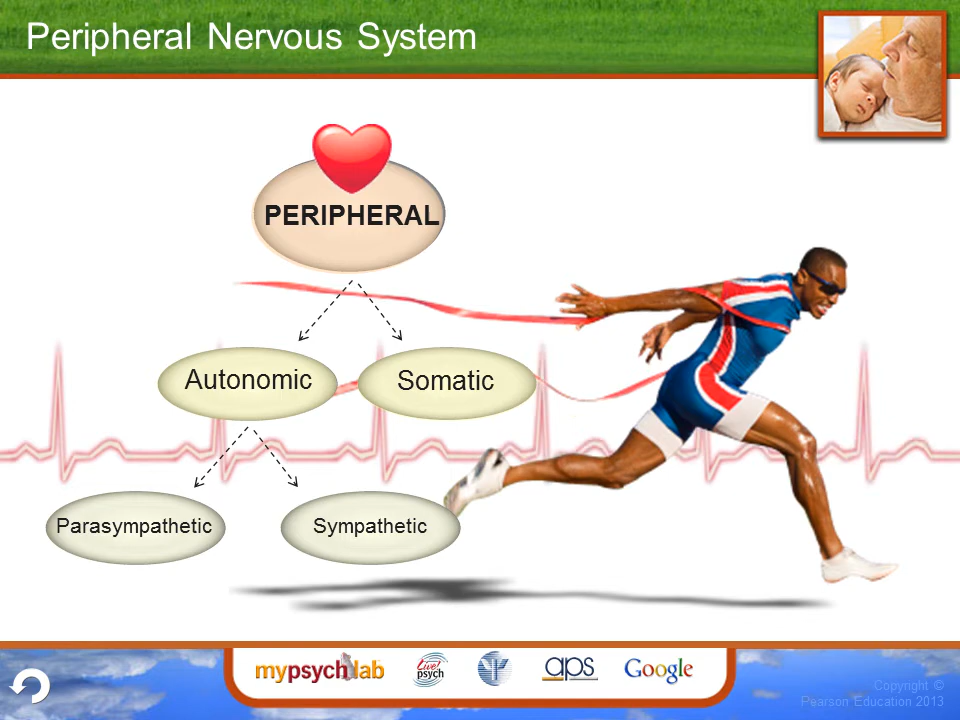 Peripheral Nervous System
PERIPHERAL
Autonomic
Somatic
Parasympathetic
Sympathetic
mypsychlab
Live!
psych
aps
Google
Copyright ©
Pearson Education 2013